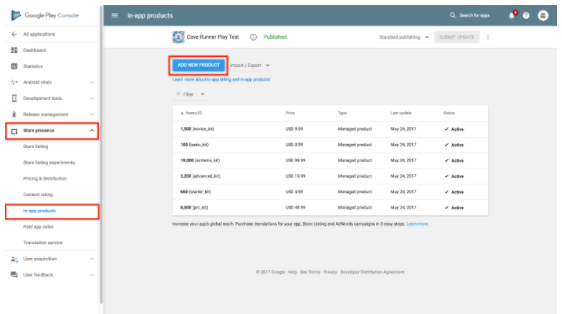 Google Play Console
In-app products
Search for apps
All applications
Cave Runner Play Test
Published
Standard publishing
SUBMIT UPDATE
Dashboard
Statistics
Android vitals
Development tools
Release management
Store presence
Store listing
Store listing experiments
Pricing & distribution
Content rating
In-app products
Paid app sales
Translation service
User acquisition
User feedback
ADD NEW PRODUCT
Import / Export
Learn more about in-app billing and in-app products
Filter
Name/ID Price Type Last update Status
1,500 (novice_kit) USD 9.99 Managed product May 24, 2017 Active
100 (basic_kit) USD 0.99 Managed product May 24, 2017 Active
19,000 (extreme_kit) USD 99.99 Managed product May 24, 2017 Active
3,200 (advanced_kit) USD 19.99 Managed product May 24, 2017 Active
600 (starter_kit) USD 4.99 Managed product May 24, 2017 Active
8,500 (pro_kit) USD 49.99 Managed product May 24, 2017 Active
Increase your app's global reach. Purchase translations for your app, Store Listing and AdWords campaigns in 3 easy steps. Learn more
© 2017 Google Help Site Terms Privacy Developer Distribution Agreement